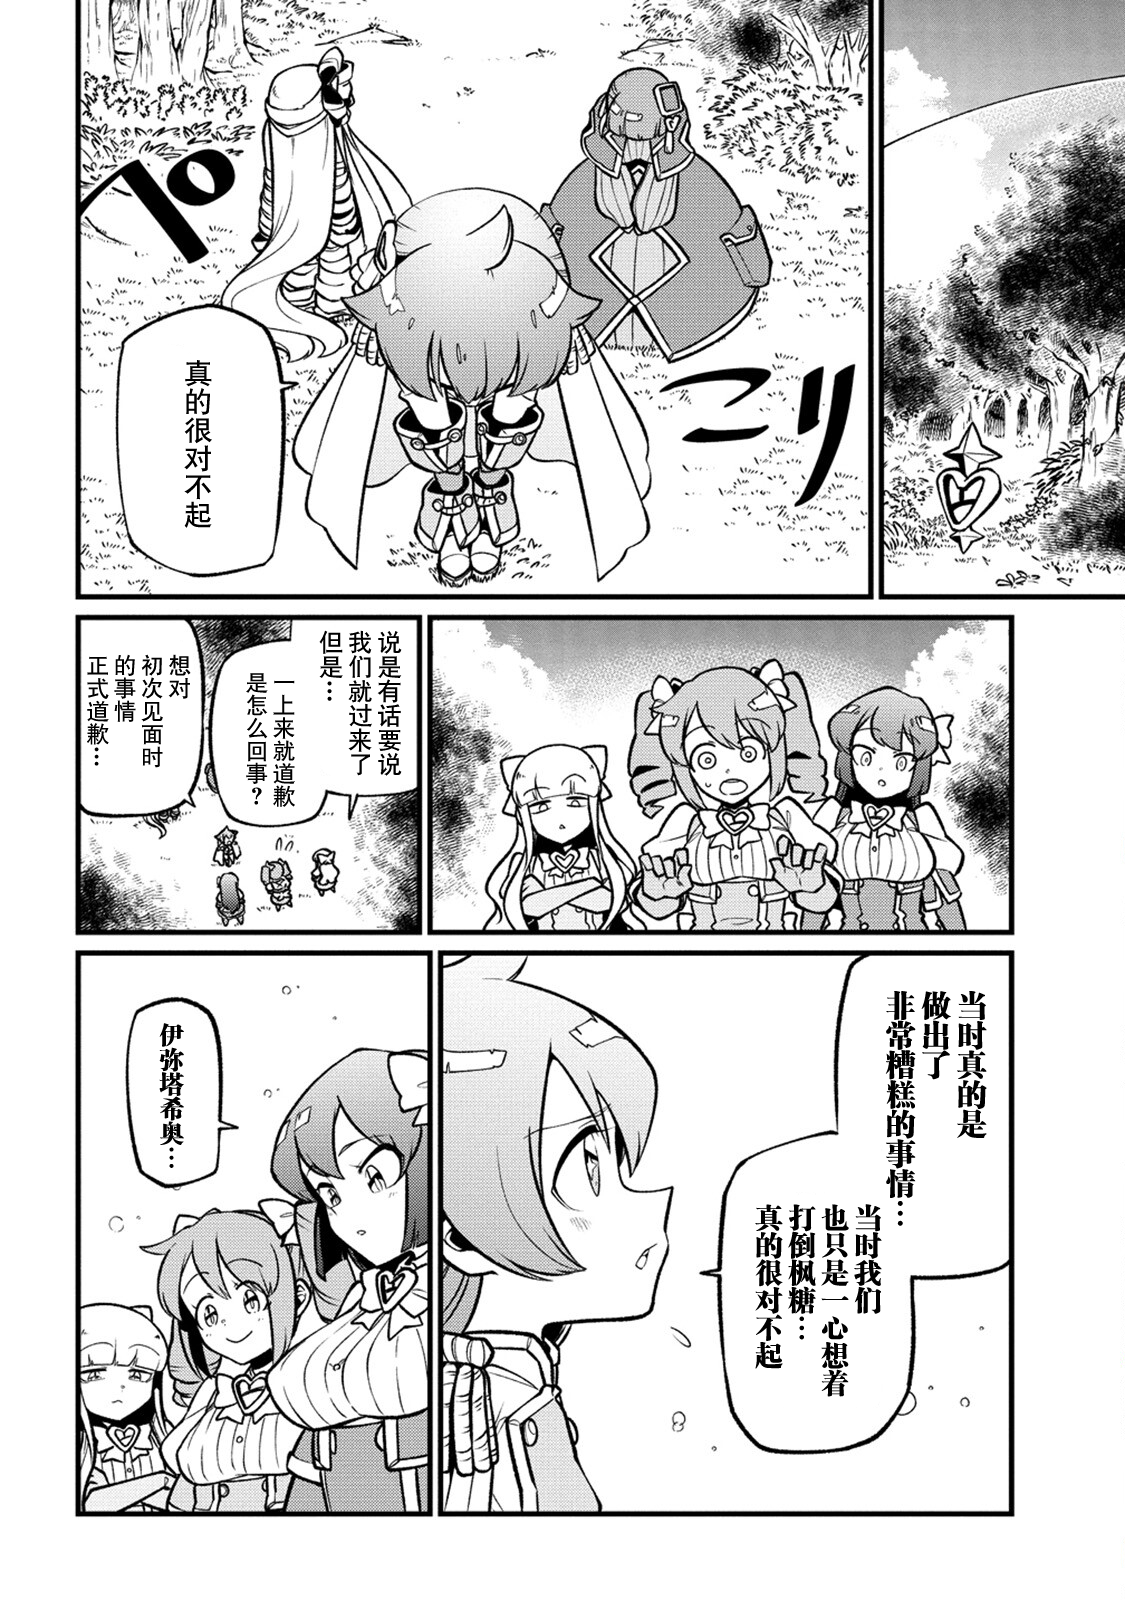 ペ
コリ
真的很对不起
说是有话要说
我们就过来了
但是…
一上来就道歉
是怎么回事？
想对
初次见面时
的事情
正式道歉…
当时真的是
做出了
非常糟糕的事情…
当时我们
也只是一心想着
打倒枫糖…
真的很对不起
伊弥塔希奥…